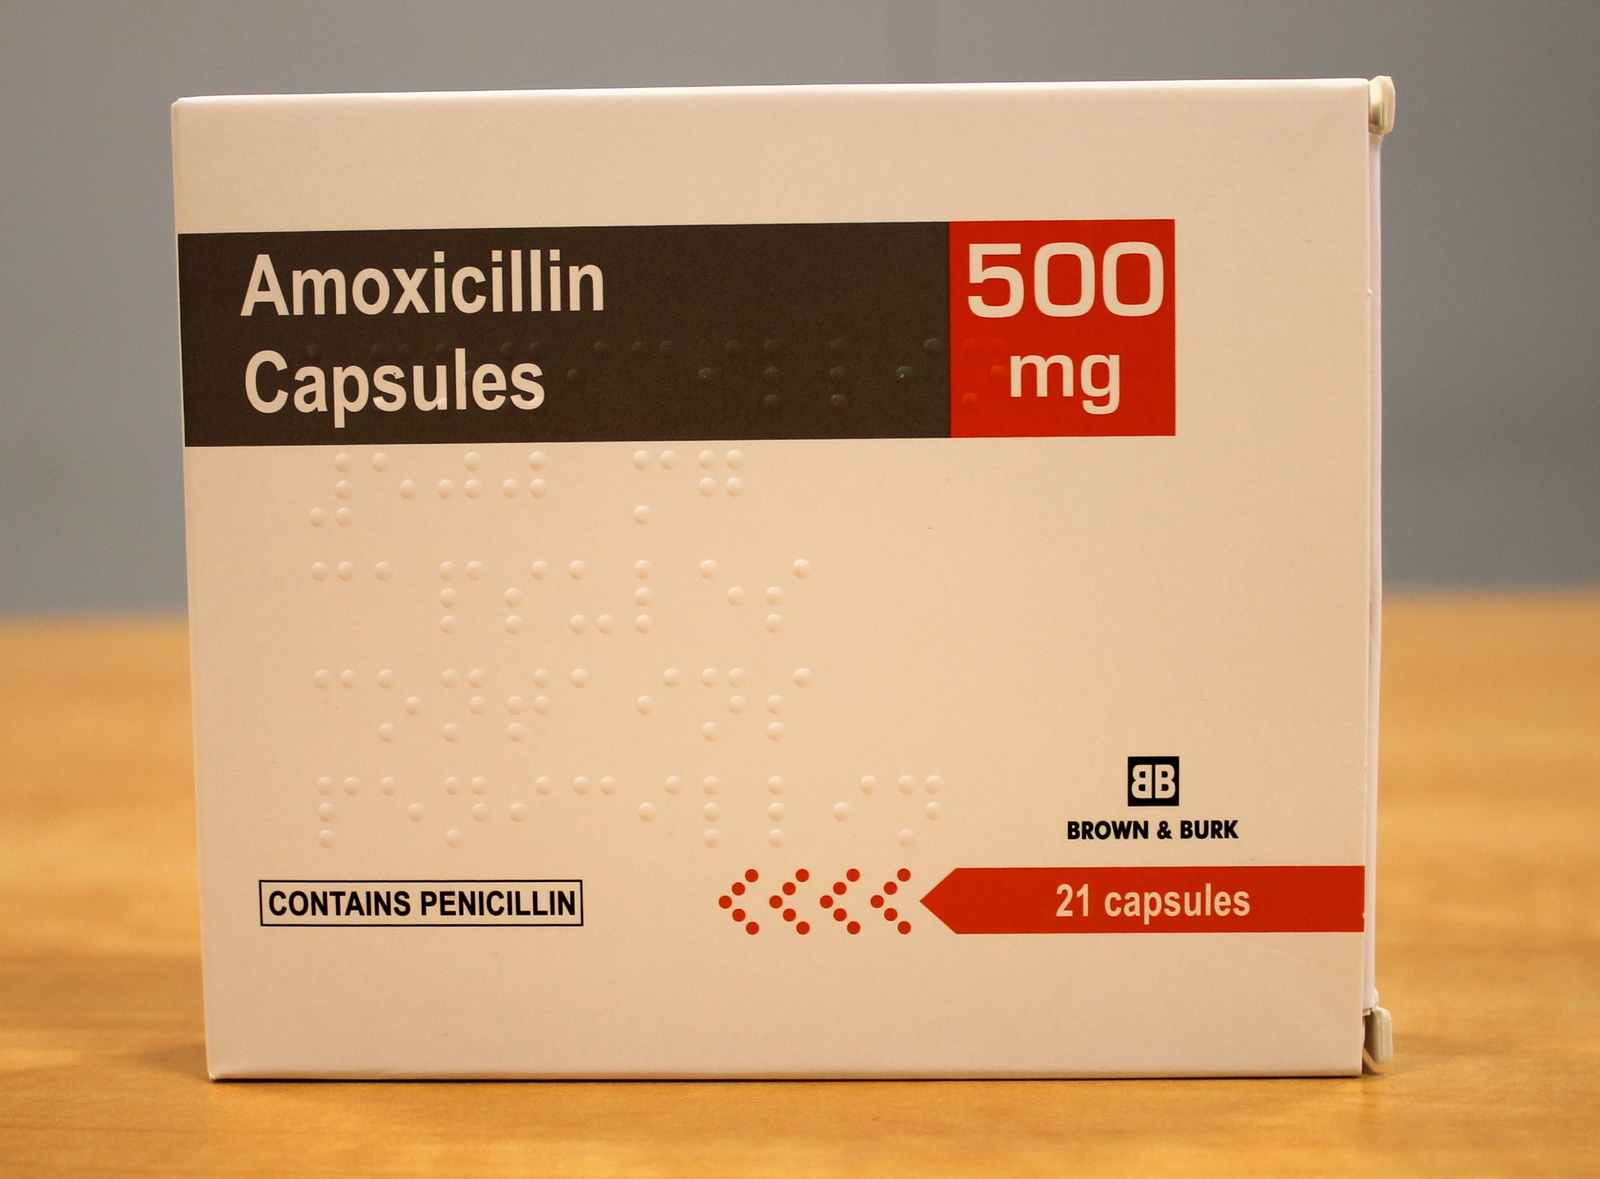 Amoxicillin
Capsules
500
mg
BB
BROWN & BURK
CONTAINS PENICILLIN
21 capsules